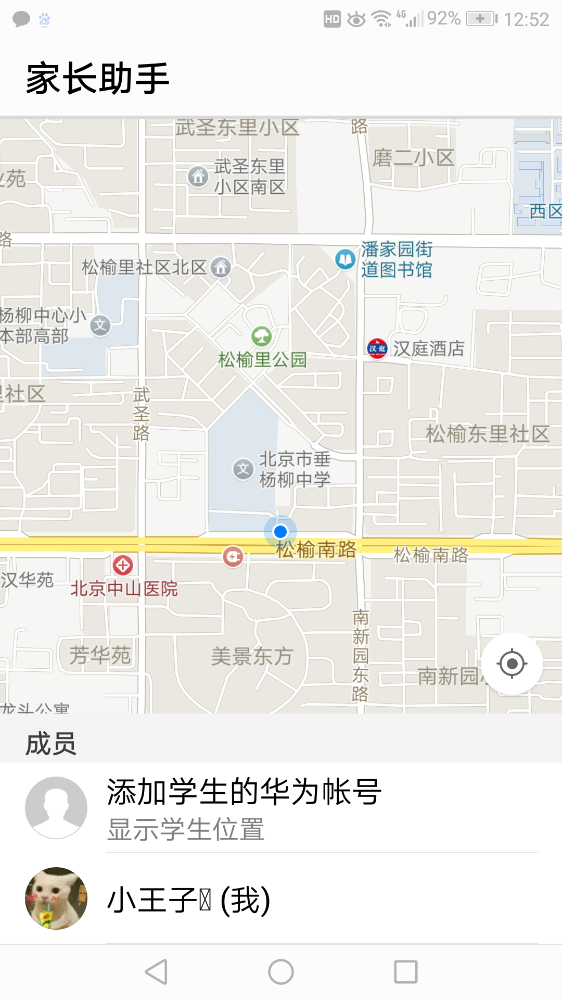 HD 4G 92% 12:52
家长助手
武圣东里小区
路
磨二小区
武圣东里
小区南区
业苑
西区
路
潘家园街
道图书馆
松榆里社区北区
杨柳中心小
本部高部
文
松榆里公园
汉庭
汉庭酒店
里社区
武圣路
松榆东里社区
文
北京市垂
杨柳中学
松榆南路
松榆南路
汉华苑
北京中山医院
南新园东路
芳华苑
美景东方
南新园小
龙头公寓
成员
添加学生的华为帐号
显示学生位置
小王子 (我)